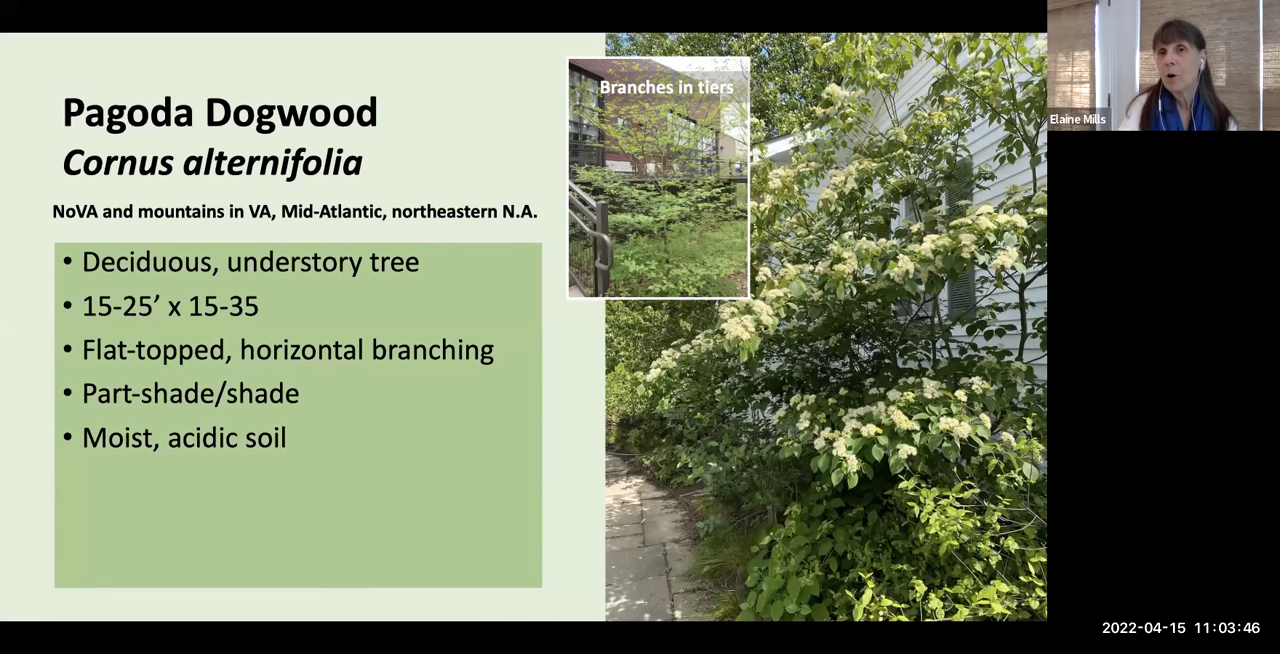 Pagoda Dogwood
Cornus alternifolia
NoVA and mountains in VA, Mid-Atlantic, northeastern N.A.
• Deciduous, understory tree
• 15-25’ x 15-35
• Flat-topped, horizontal branching
• Part-shade/shade
• Moist, acidic soil
Branches in tiers
Elaine Mills
2022-04-15 11:03:46